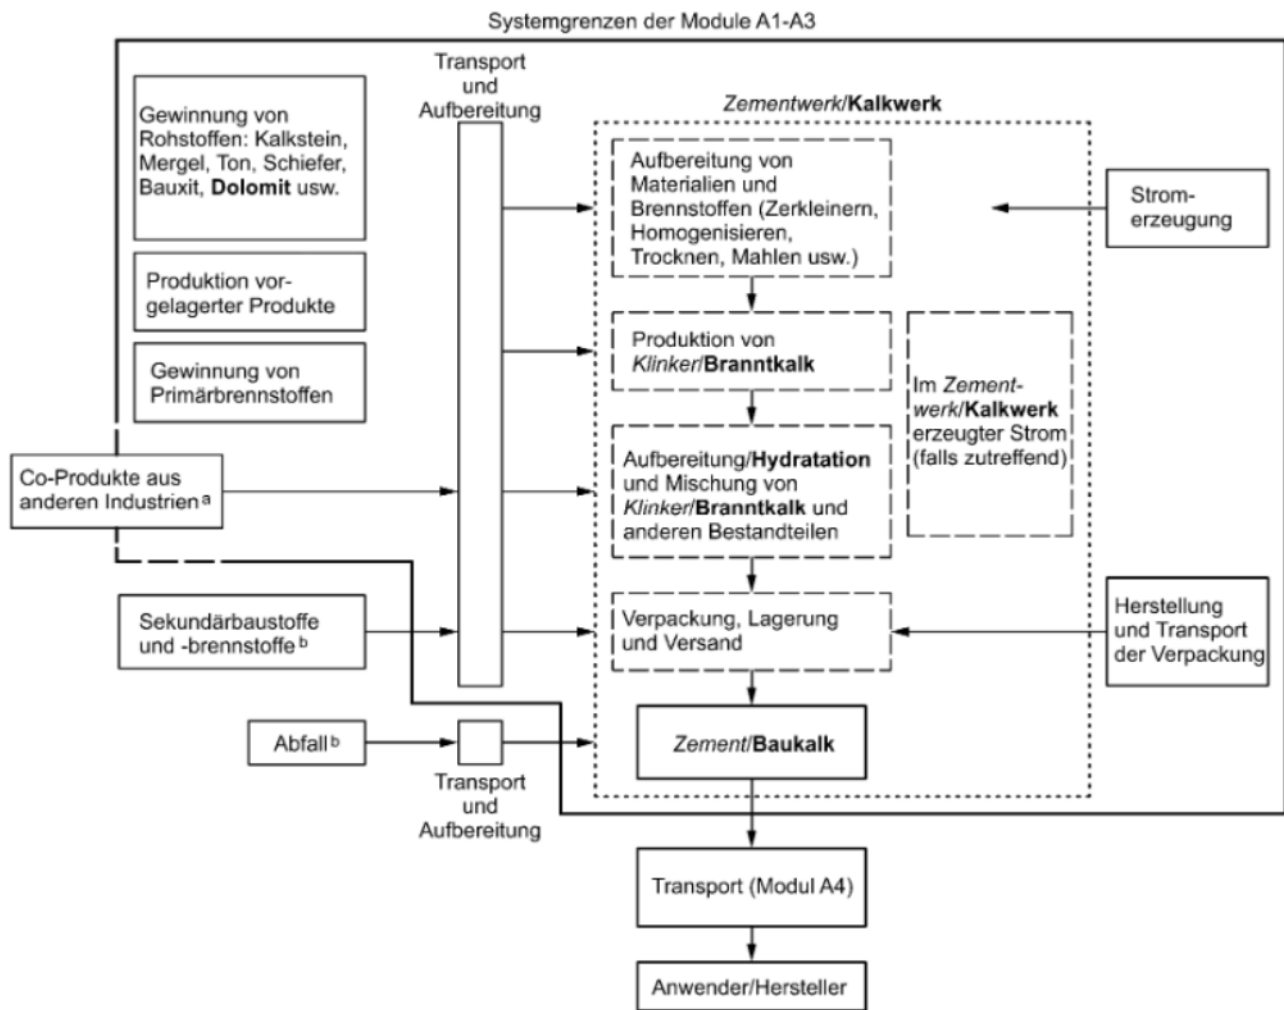 Systemgrenzen der Module A1-A3
Transport
und
Aufbereitung
Gewinnung von
Rohstoffen: Kalkstein,
Mergel, Ton, Schiefer,
Bauxit, Dolomit usw.
Produktion vor-
gelagerter Produkte
Gewinnung von
Primärbrennstoffen
Co-Produkte aus
anderen Industrien a
Sekundärbaustoffe
und -brennstoffe b
Abfall b
Transport
und
Aufbereitung
Zementwerk/Kalkwerk
Aufbereitung von
Materialien und
Brennstoffen (Zerkleinern,
Homogenisieren,
Trocknen, Mahlen usw.)
Produktion von
Klinker/Branntkalk
Aufbereitung/Hydratation
und Mischung von
Klinker/Branntkalk und
anderen Bestandteilen
Verpackung, Lagerung
und Versand
Zement/Baukalk
Im Zement-
werk/Kalkwerk
erzeugter Strom
(falls zutreffend)
Strom-
erzeugung
Herstellung
und Transport
der Verpackung
Transport (Modul A4)
Anwender/Hersteller